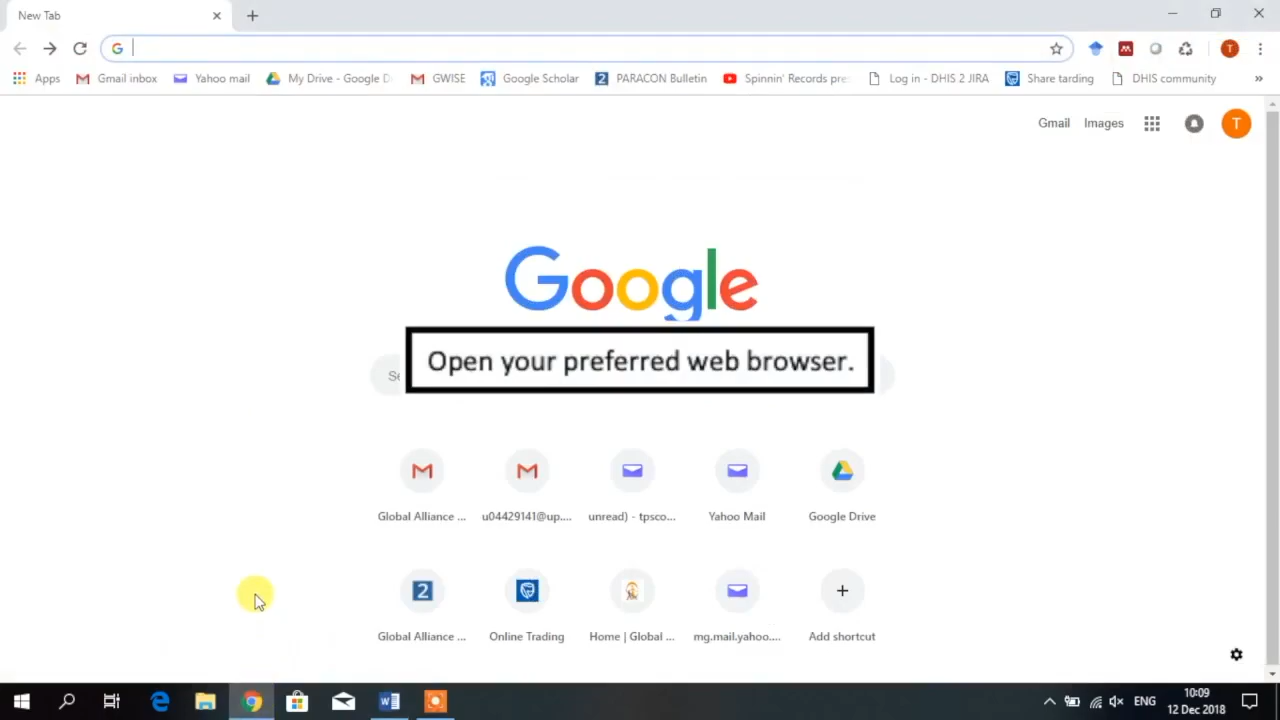 New Tab
Apps Gmail inbox Yahoo mail My Drive - Google D GWISE Google Scholar PARACON Bulletin Spinnin' Records pre Log in - DHIS 2 JIRA Share tarding DHIS community »
Gmail Images T
Google
Open your preferred web browser.
Se
Global Alliance ... u04429141@up.... unread) - tpsco... Yahoo Mail Google Drive
Global Alliance ... Online Trading Home | Global ... mg.mail.yahoo.... Add shortcut
ENG 10:09
12 Dec 2018